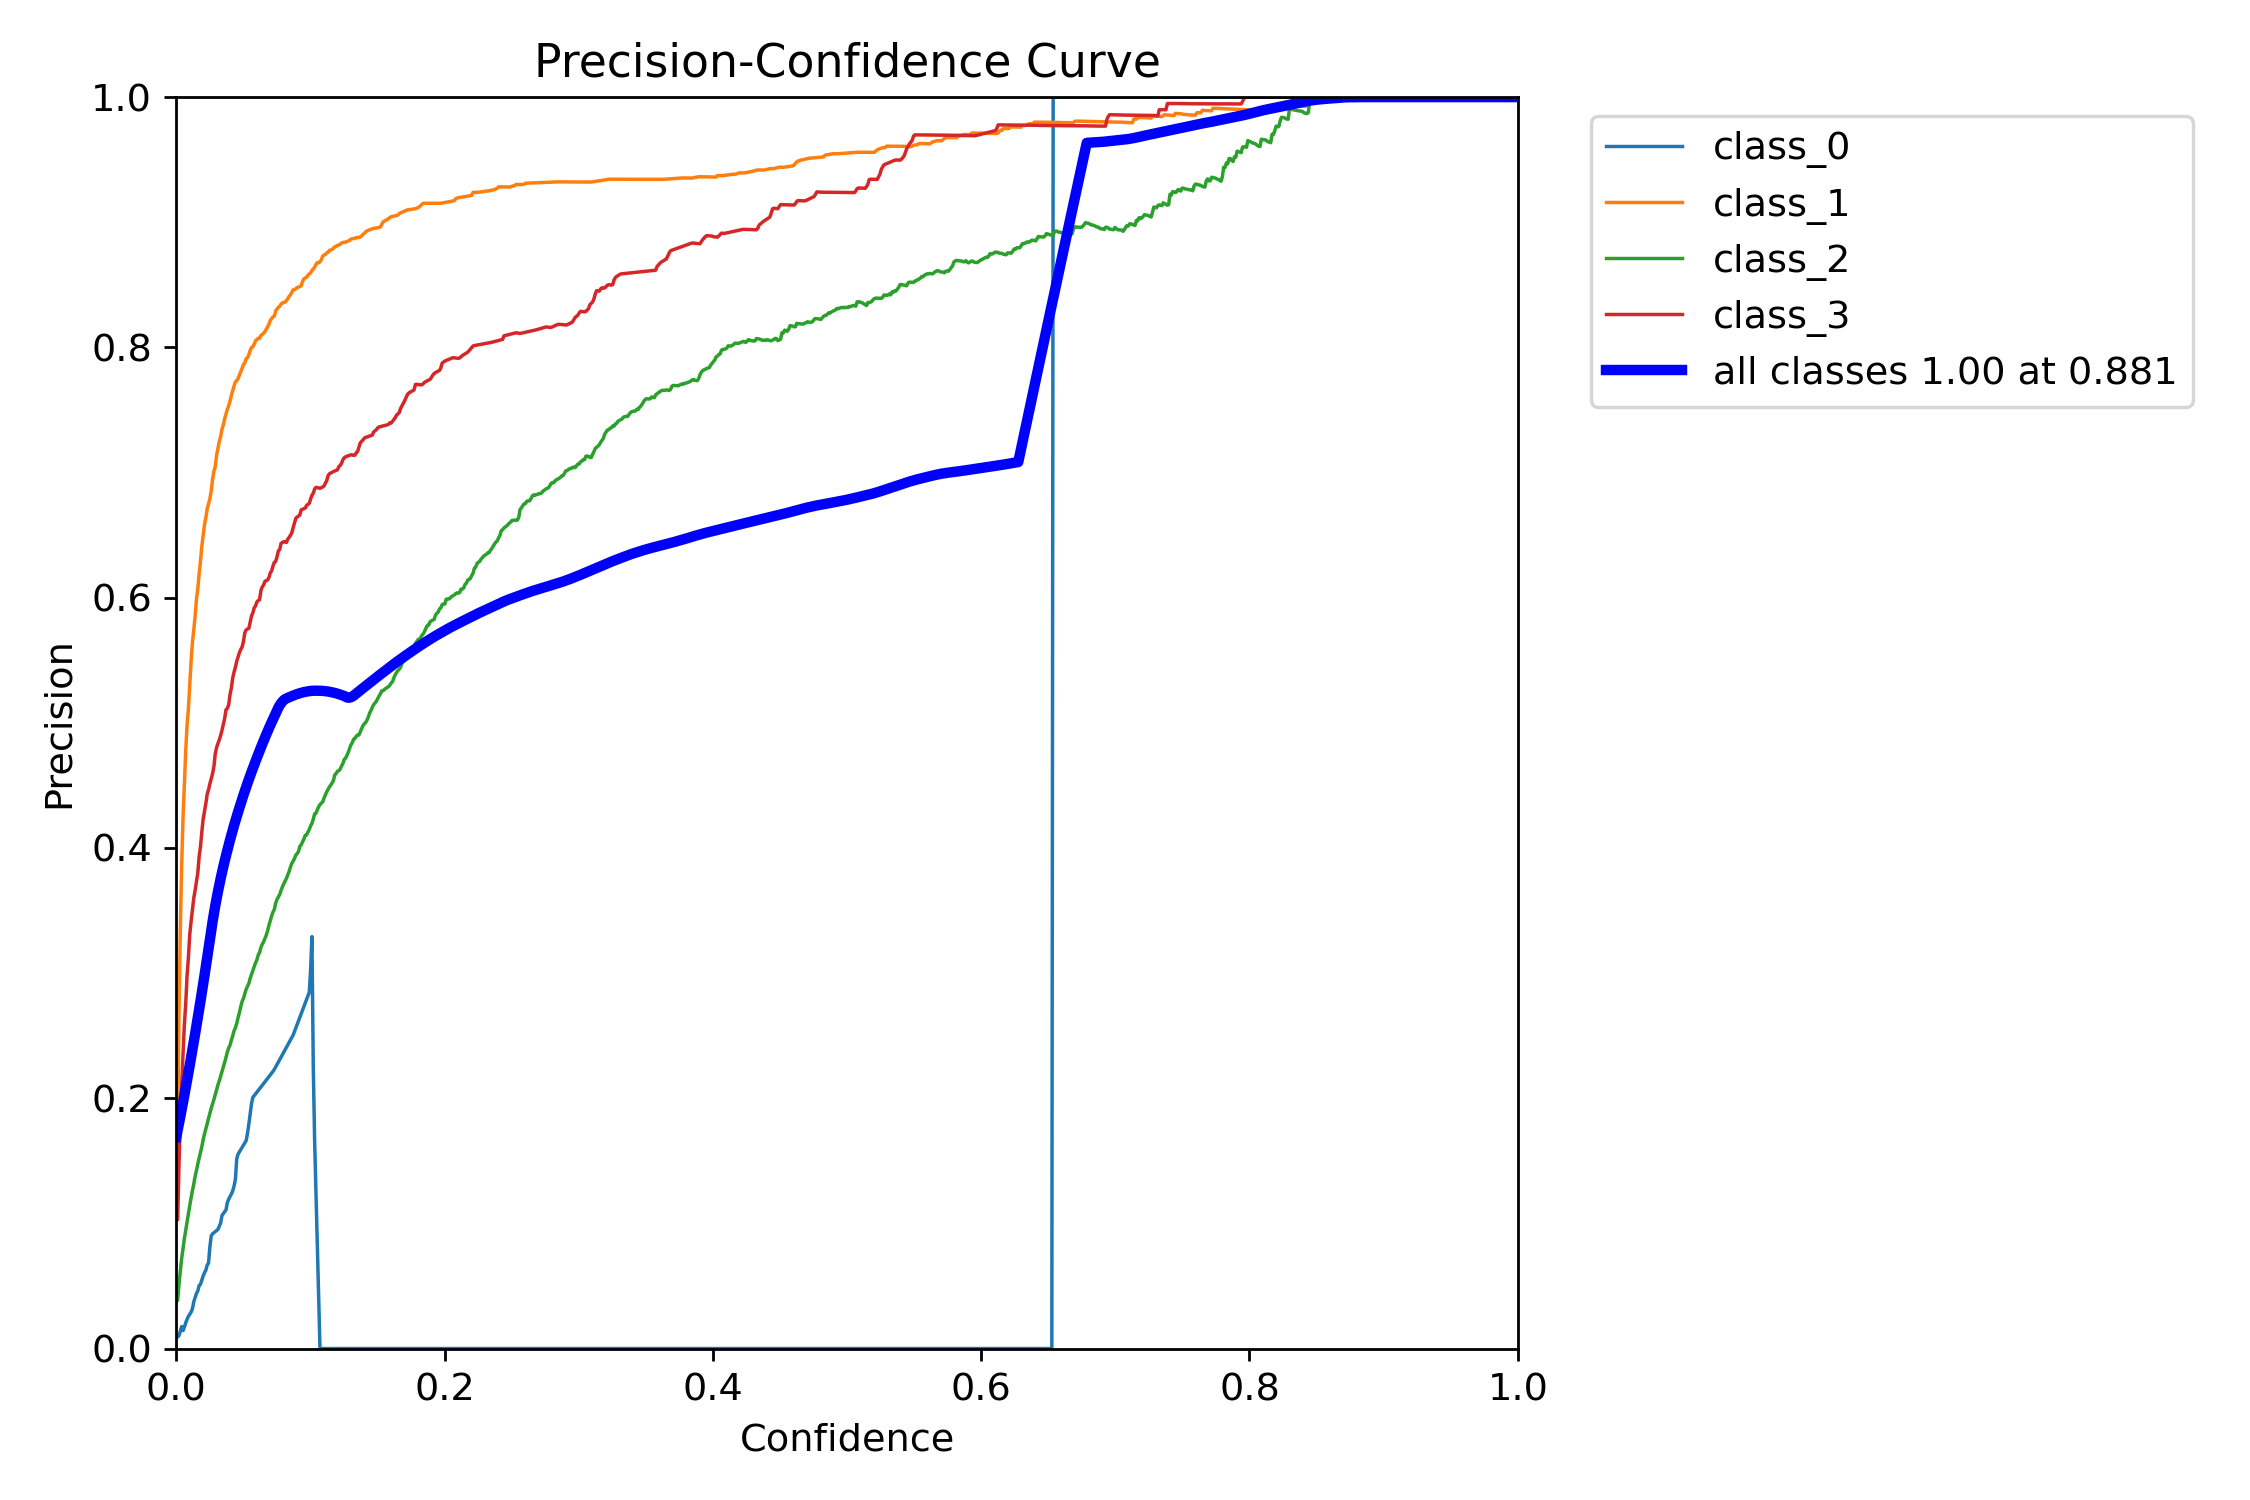 Precision-Confidence Curve
1.0
0.8
0.6
0.4
0.2
0.0
Precision
0.0 0.2 0.4 0.6 0.8 1.0
Confidence
class_0
class_1
class_2
class_3
all classes 1.00 at 0.881